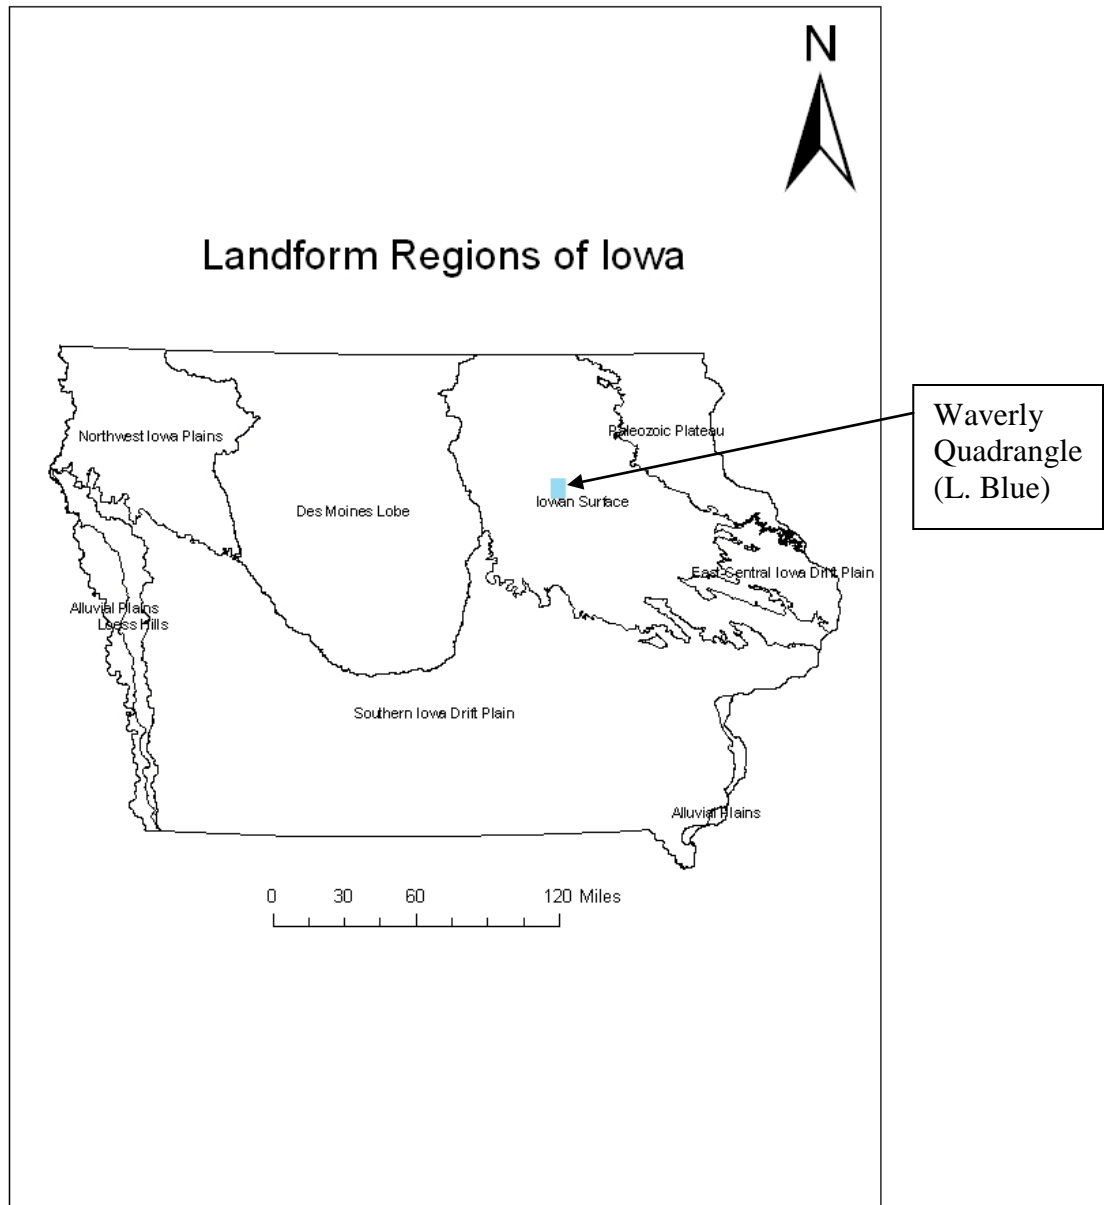 N
Landform Regions of Iowa
Waverly
Quadrangle
(L. Blue)
Northwest Iowa Plains
Paleozoic Plateau
Des Moines Lobe
Iowan Surface
East-Central Iowa Drift Plain
Alluvial Plains
Loess Hills
Southern Iowa Drift Plain
Alluvial Plains
0 30 60 120 Miles